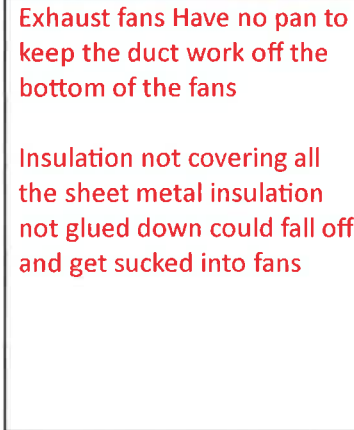 Exhaust fans Have no pan to
keep the duct work off the
bottom of the fans
Insulation not covering all
the sheet metal insulation
not glued down could fall off
and get sucked into fans